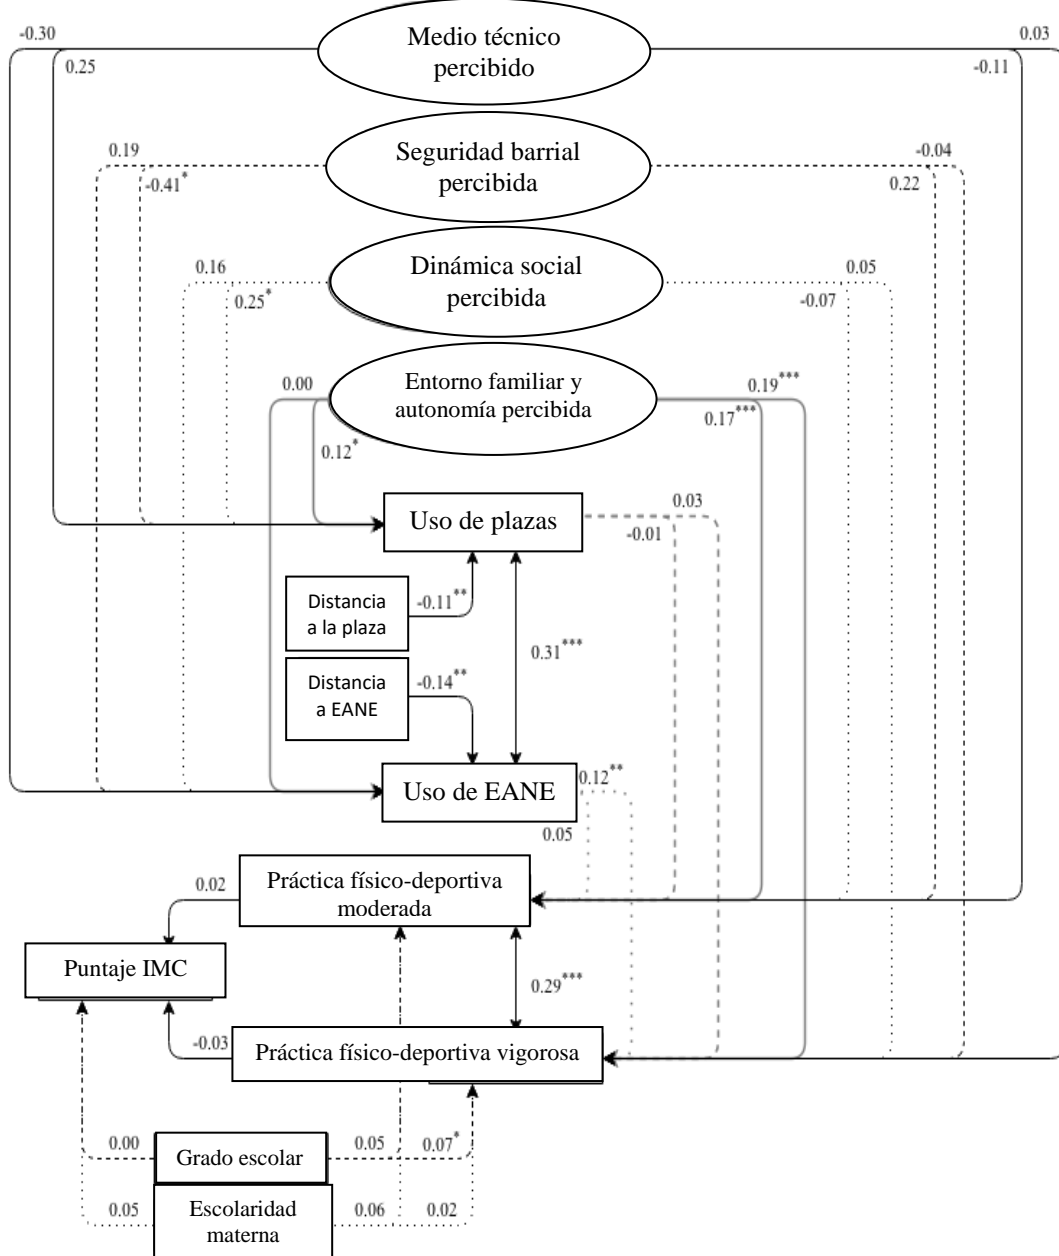 -0.30
Medio técnico
percibido
0.03
0.25
-0.11
0.19
Seguridad barrial
percibida
-0.04
-0.41*
0.22
0.16
Dinámica social
percibida
0.05
0.25*
-0.07
0.00
Entorno familiar y
autonomía percibida
0.19***
0.17***
0.12*
Uso de plazas
0.03
-0.01
Distancia
a la plaza
-0.11**
0.31***
Distancia
a EANE
-0.14**
Uso de EANE
0.12**
0.05
Práctica físico-deportiva
moderada
0.02
Puntaje IMC
0.29***
Práctica físico-deportiva vigorosa
-0.03
0.00
Grado escolar
0.05
0.07*
0.05
Escolaridad
materna
0.06
0.02